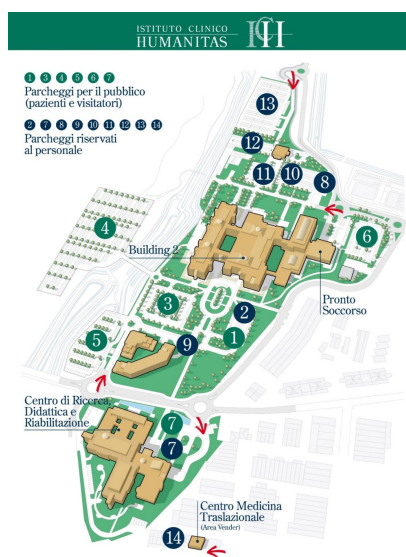 ISTITUTO CLINICO
HUMANITAS
ICH
1 3 4 5 6 7
Parcheggi per il pubblico
(pazienti e visitatori)
2 7 8 9 10 11 12 13 14
Parcheggi riservati
al personale
13
12
11 10
8
4
6
Building 2
3
Pronto
Soccorso
2
1
5
9
Centro di Ricerca,
Didattica e
Riabilitazione
7
7
Centro Medicina
Traslazionale
(Area Vender)
14